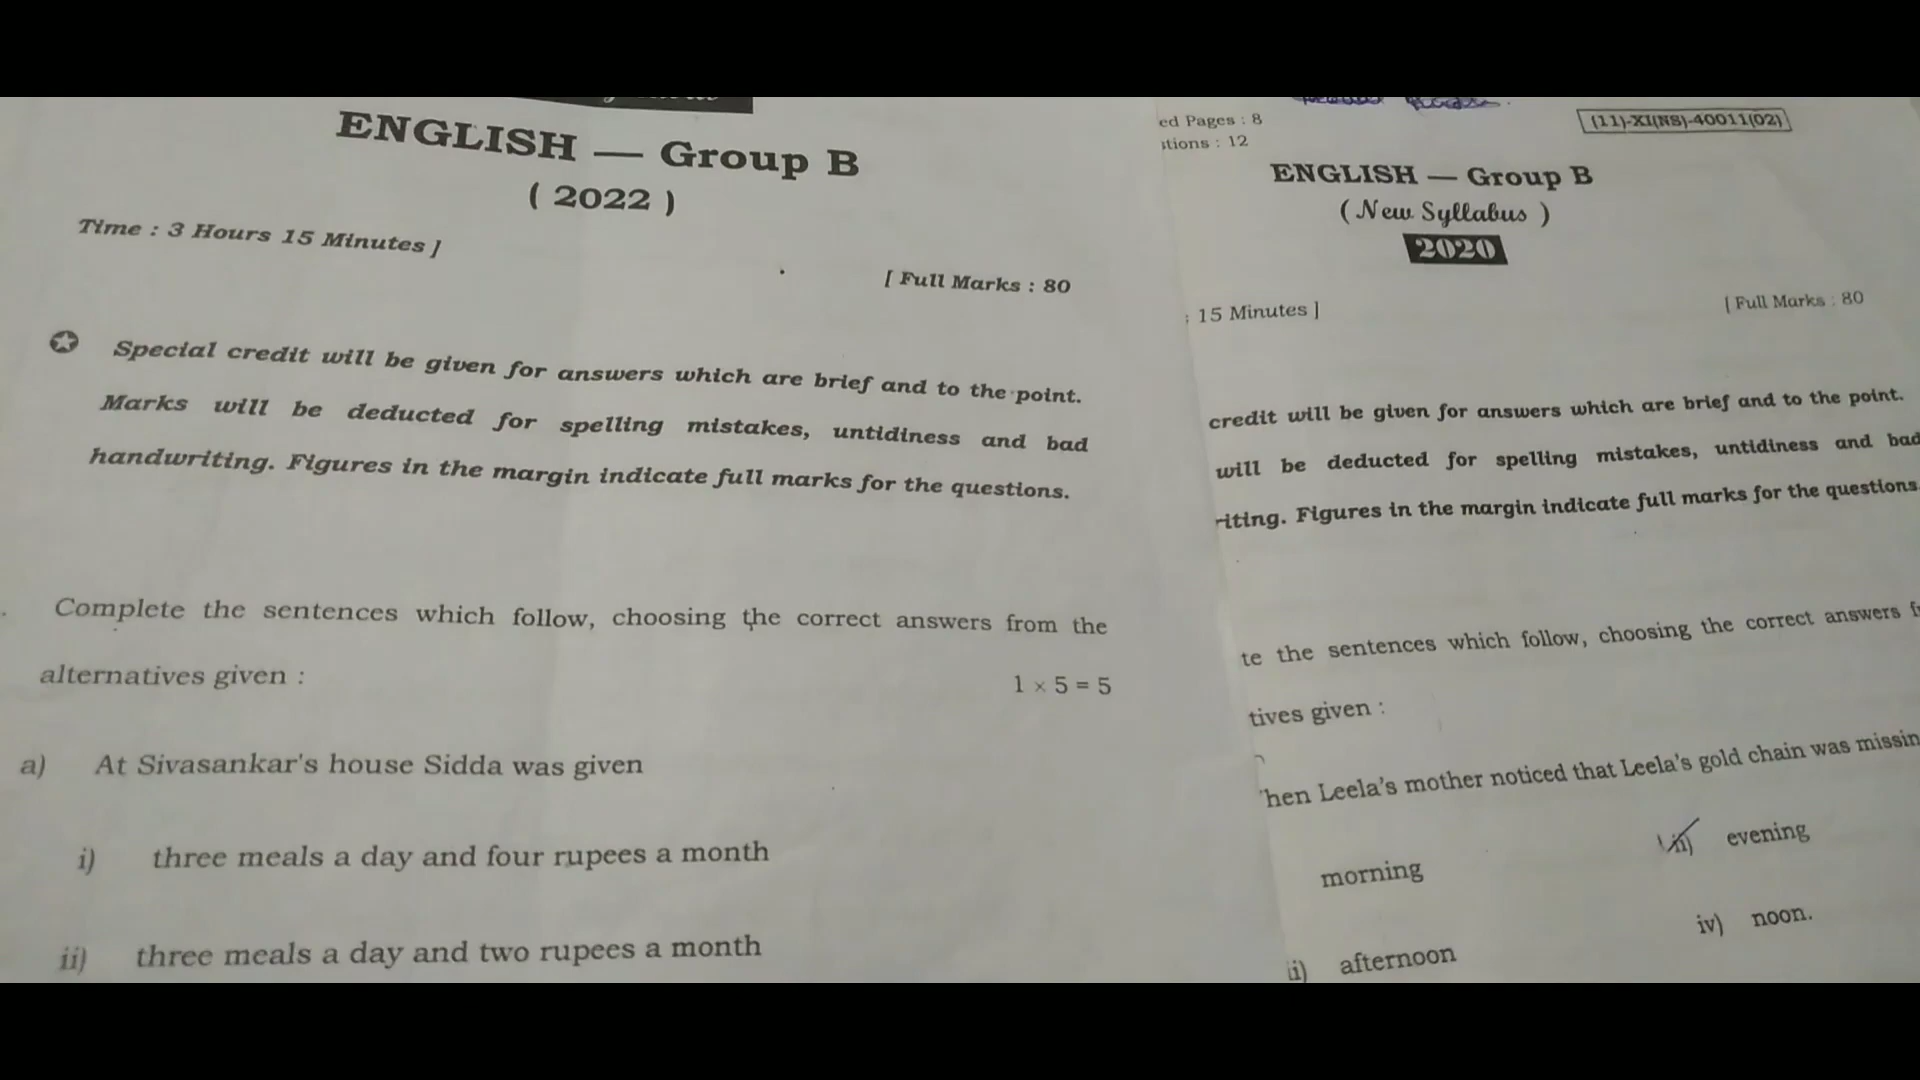 ENGLISH — Group B
( 2022 )
Time : 3 Hours 15 Minutes ]
[ Full Marks : 80
Special credit will be given for answers which are brief and to the point.
Marks will be deducted for spelling mistakes, untidiness and bad
handwriting. Figures in the margin indicate full marks for the questions.
Complete the sentences which follow, choosing the correct answers from the
alternatives given :
1 × 5 = 5
a) At Sivasankar's house Sidda was given
i) three meals a day and four rupees a month
ii) three meals a day and two rupees a month
ed Pages : 8
(11)-XI(NS)-40011(02)
tions : 12
ENGLISH — Group B
( New Syllabus )
2020
: 15 Minutes ]
[ Full Marks : 80
credit will be given for answers which are brief and to the point.
will be deducted for spelling mistakes, untidiness and bad
riting. Figures in the margin indicate full marks for the questions
te the sentences which follow, choosing the correct answers f
tives given :
hen Leela's mother noticed that Leela's gold chain was missin
ii) evening
morning
iv) noon.
ii) afternoon